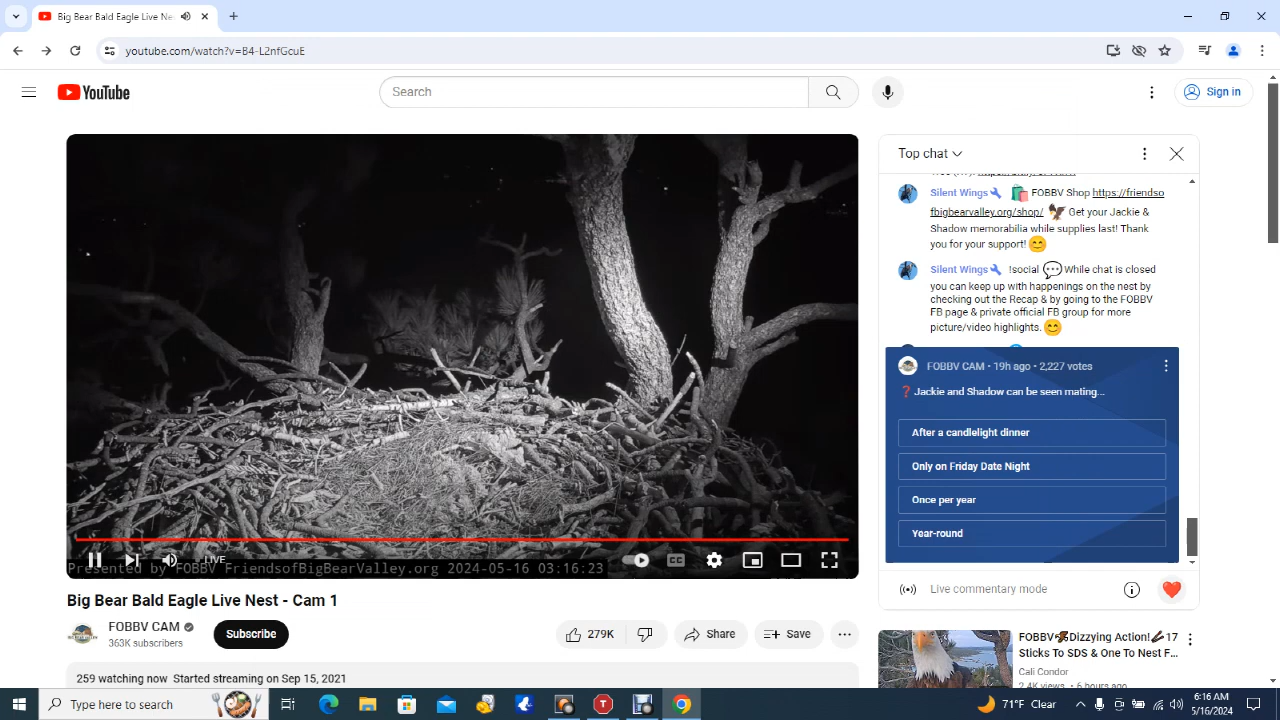 Big Bear Bald Eagle Live Ne
youtube.com/watch?v=B4-L2nfGcuE
YouTube
Search
Sign in
Top chat
Silent Wings FOBBV Shop https://friendso
fbigbearvalley.org/shop/ Get your Jackie &
Shadow memorabilia while supplies last! Thank
you for your support!
Silent Wings !social While chat is closed
you can keep up with happenings on the nest by
checking out the Recap & by going to the FOBBV
FB page & private official FB group for more
picture/video highlights.
FOBBV CAM • 19h ago • 2,227 votes
❓Jackie and Shadow can be seen mating...
After a candlelight dinner
Only on Friday Date Night
Once per year
Year-round
Live commentary mode
LIVE
CC
Presented by FOBBV FriendsofBigBearValley.org 2024-05-16 03:16:23
Big Bear Bald Eagle Live Nest - Cam 1
FOBBV CAM
363K subscribers
Subscribe
279K
Share
Save
259 watching now Started streaming on Sep 15, 2021
FOBBV Dizzying Action! 17
Sticks To SDS & One To Nest F...
Cali Condor
2.4K views • 6 hours ago
Type here to search
71°F Clear
6:16 AM
5/16/2024